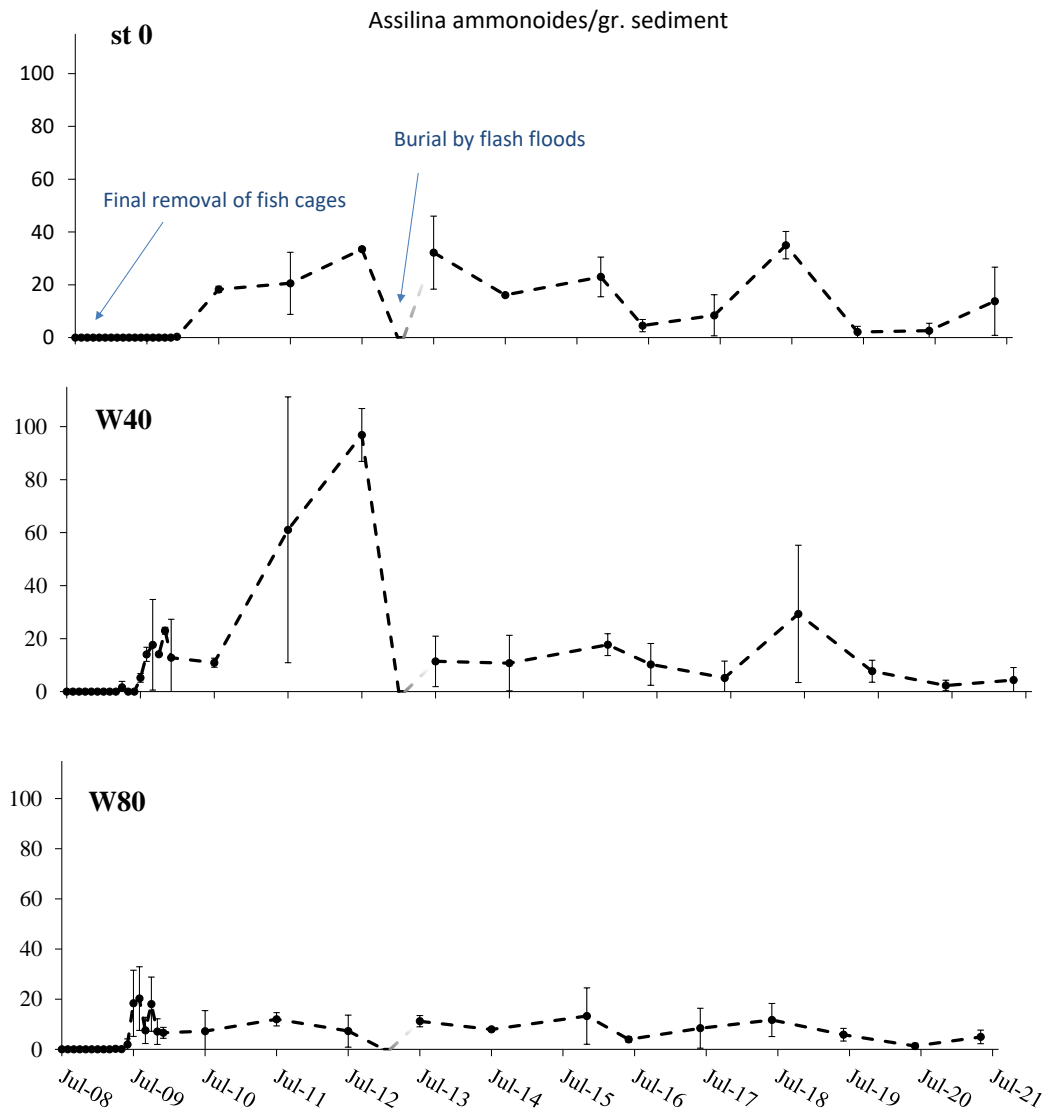 Assilina ammonoides/gr. sediment
st 0
100
80
60
40
20
0
Burial by flash floods
Final removal of fish cages
W40
100
80
60
40
20
0
W80
100
80
60
40
20
0
Jul-08
Jul-09
Jul-10
Jul-11
Jul-12
Jul-13
Jul-14
Jul-15
Jul-16
Jul-17
Jul-18
Jul-19
Jul-20
Jul-21